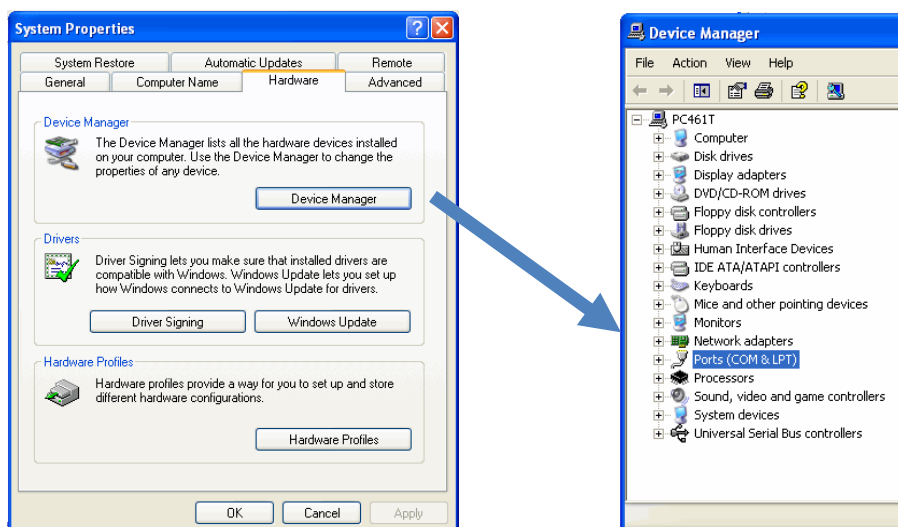 System Properties
System Restore
Automatic Updates
Remote
General
Computer Name
Hardware
Advanced
Device Manager
The Device Manager lists all the hardware devices installed
on your computer. Use the Device Manager to change the
properties of any device.
Device Manager
Drivers
Driver Signing lets you make sure that installed drivers are
compatible with Windows. Windows Update lets you set up
how Windows connects to Windows Update for drivers.
Driver Signing
Windows Update
Hardware Profiles
Hardware profiles provide a way for you to set up and store
different hardware configurations.
Hardware Profiles
OK
Cancel
Apply
Device Manager
File Action View Help
PC461T
Computer
Disk drives
Display adapters
DVD/CD-ROM drives
Floppy disk controllers
Floppy disk drives
Human Interface Devices
IDE ATA/ATAPI controllers
Keyboards
Mice and other pointing devices
Monitors
Network adapters
Ports (COM & LPT)
Processors
Sound, video and game controllers
System devices
Universal Serial Bus controllers